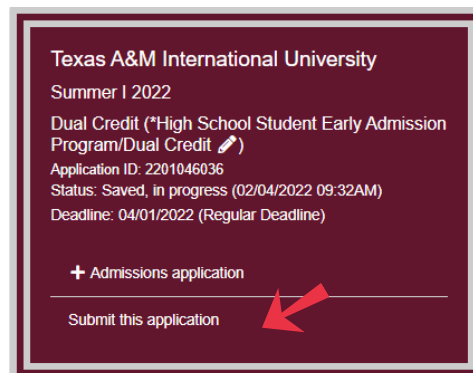 Texas A&M International University
Summer I 2022
Dual Credit (*High School Student Early Admission
Program/Dual Credit )
Application ID: 2201046036
Status: Saved, in progress (02/04/2022 09:32AM)
Deadline: 04/01/2022 (Regular Deadline)
+ Admissions application
Submit this application